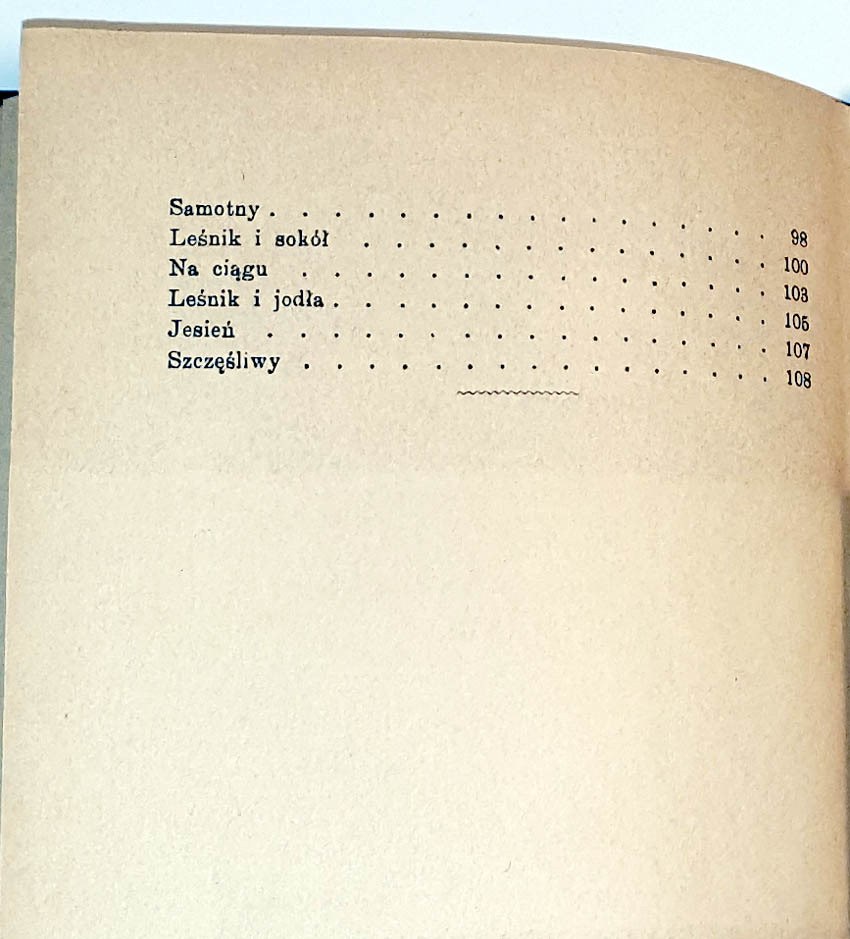 Samotny . . . . . . . . . . . . . . . . 98
Leśnik i sokół . . . . . . . . . . . . . 100
Na ciągu . . . . . . . . . . . . . . . 103
Leśnik i jodła . . . . . . . . . . . . . . 105
Jesień . . . . . . . . . . . . . . . . 107
Szczęśliwy . . . . . . . . . . . . . . . 108